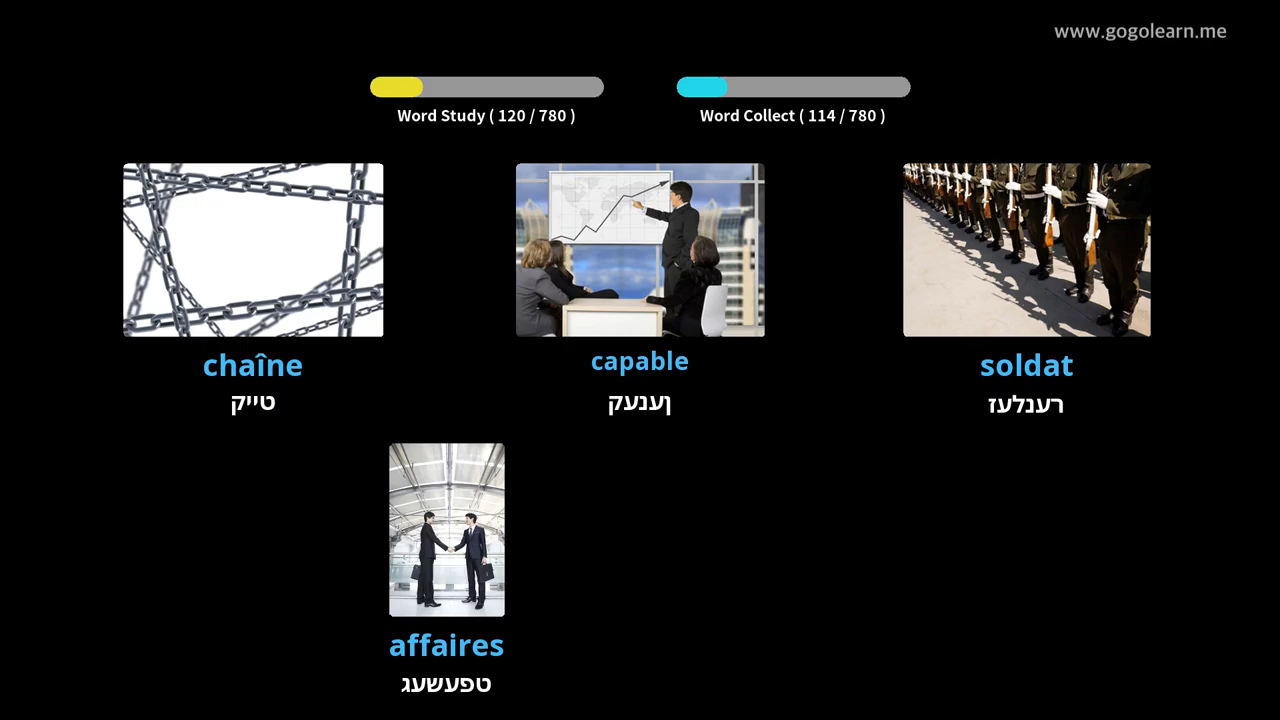 www.gogolearn.me
Word Study ( 120 / 780 )
Word Collect ( 114 / 780 )
chaîne
טייק
capable
ןענעק
soldat
רענלעז
affaires
טפעשעג